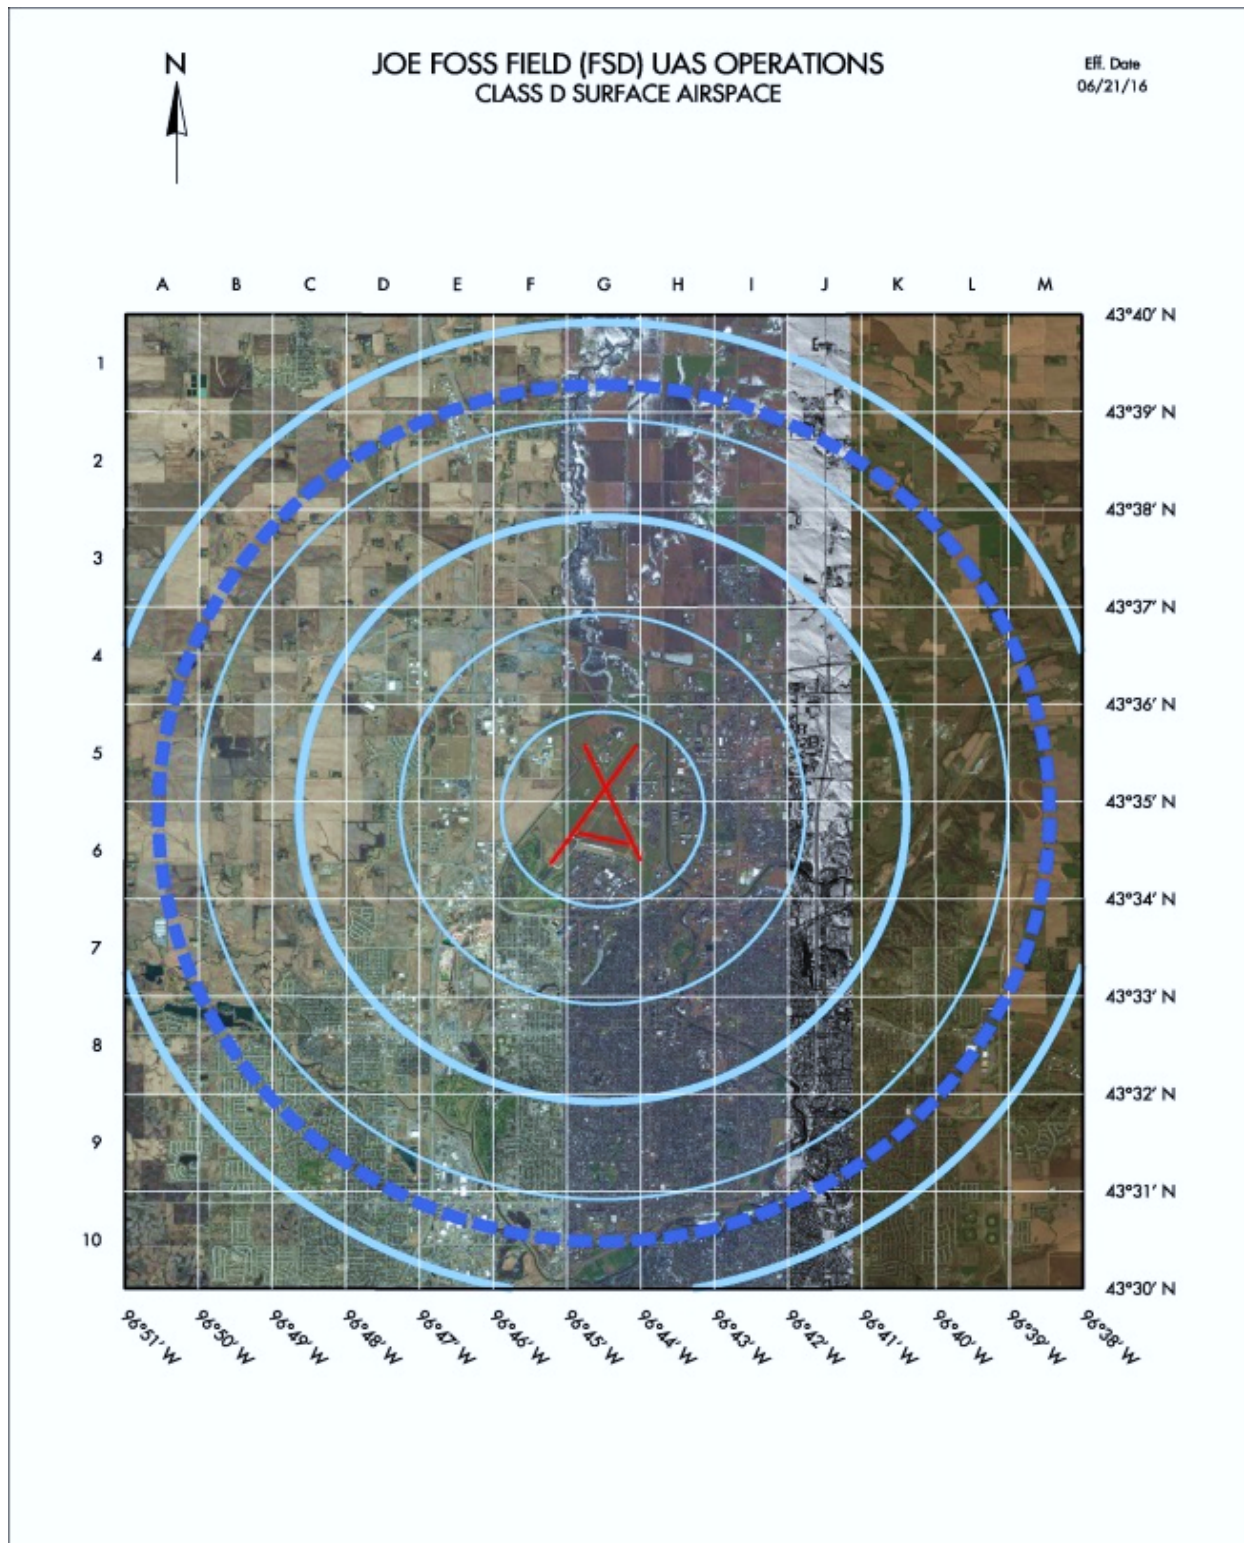 N
JOE FOSS FIELD (FSD) UAS OPERATIONS
CLASS D SURFACE AIRSPACE
Eff. Date
06/21/16
A B C D E F G H I J K L M
43°40' N
1
43°39' N
2
43°38' N
3
43°37' N
4
43°36' N
5
43°35' N
6
43°34' N
7
43°33' N
8
43°32' N
9
43°31' N
10
43°30' N
96°51' W
96°50' W
96°49' W
96°48' W
96°47' W
96°46' W
96°45' W
96°44' W
96°43' W
96°42' W
96°41' W
96°40' W
96°39' W
96°38' W